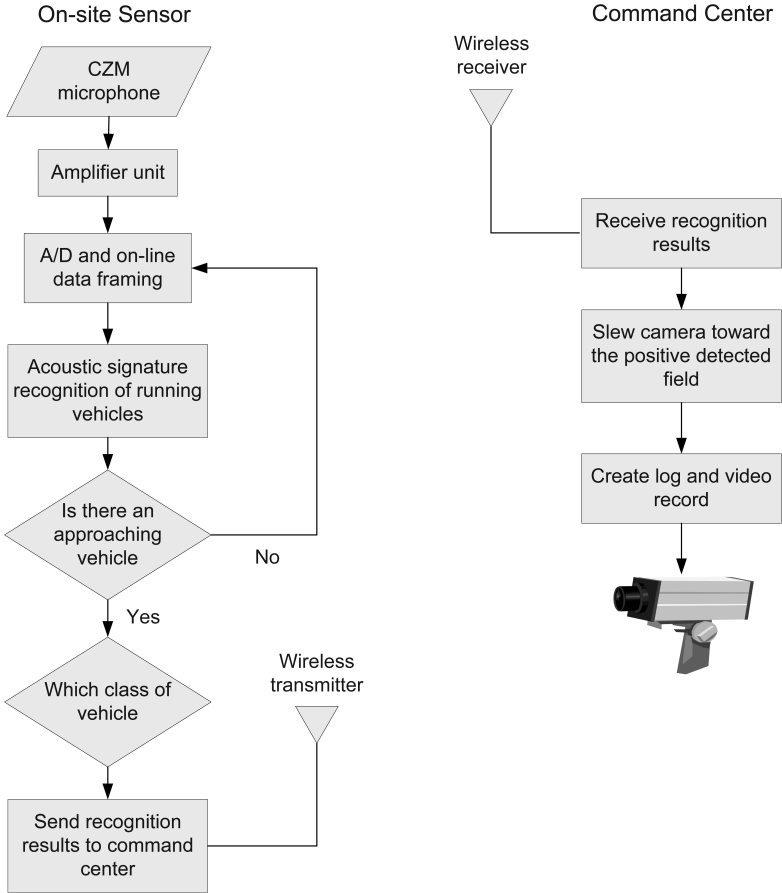 On-site Sensor
CZM
microphone
Amplifier unit
A/D and on-line
data framing
Acoustic signature
recognition of running
vehicles
Is there an
approaching
vehicle
No
Yes
Which class of
vehicle
Send recognition
results to command
center
Wireless
transmitter
Command Center
Wireless
receiver
Receive recognition
results
Slew camera toward
the positive detected
field
Create log and video
record